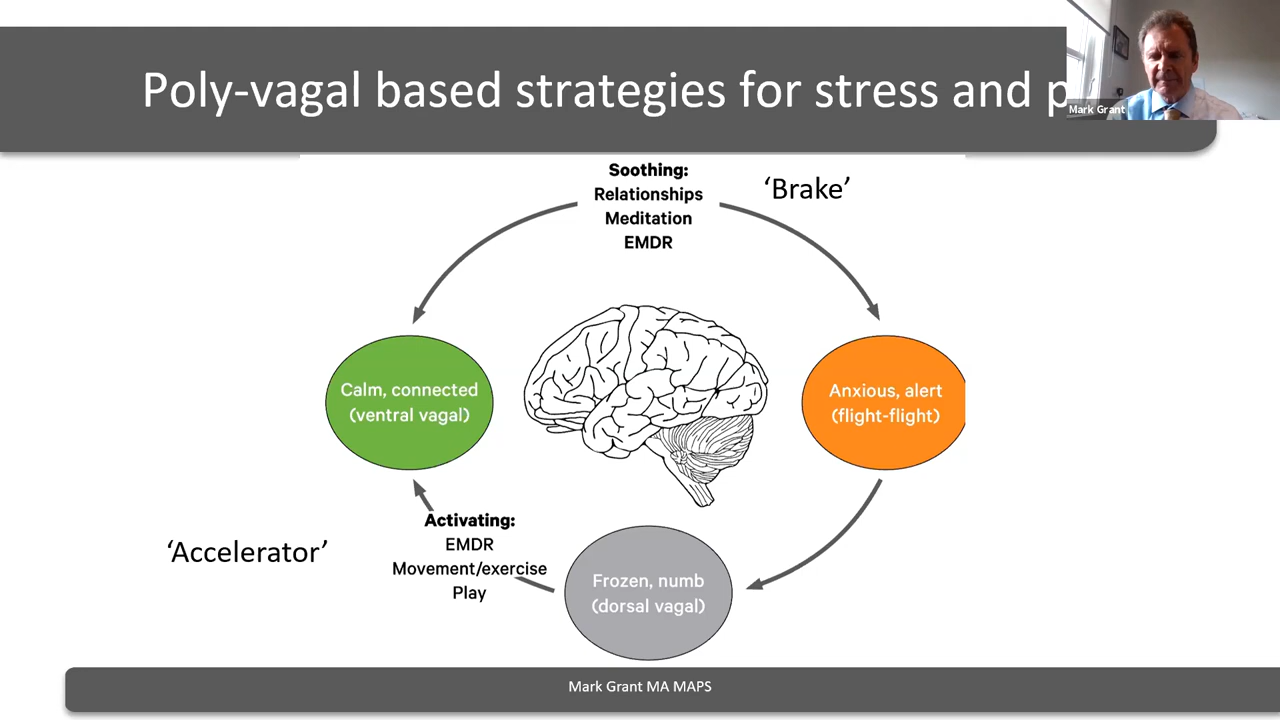 Poly-vagal based strategies for stress and p
Mark Grant
Soothing:
Relationships
Meditation
EMDR
‘Brake’
Calm, connected
(ventral vagal)
Anxious, alert
(flight-flight)
Activating:
EMDR
Movement/exercise
Play
‘Accelerator’
Frozen, numb
(dorsal vagal)
Mark Grant MA MAPS